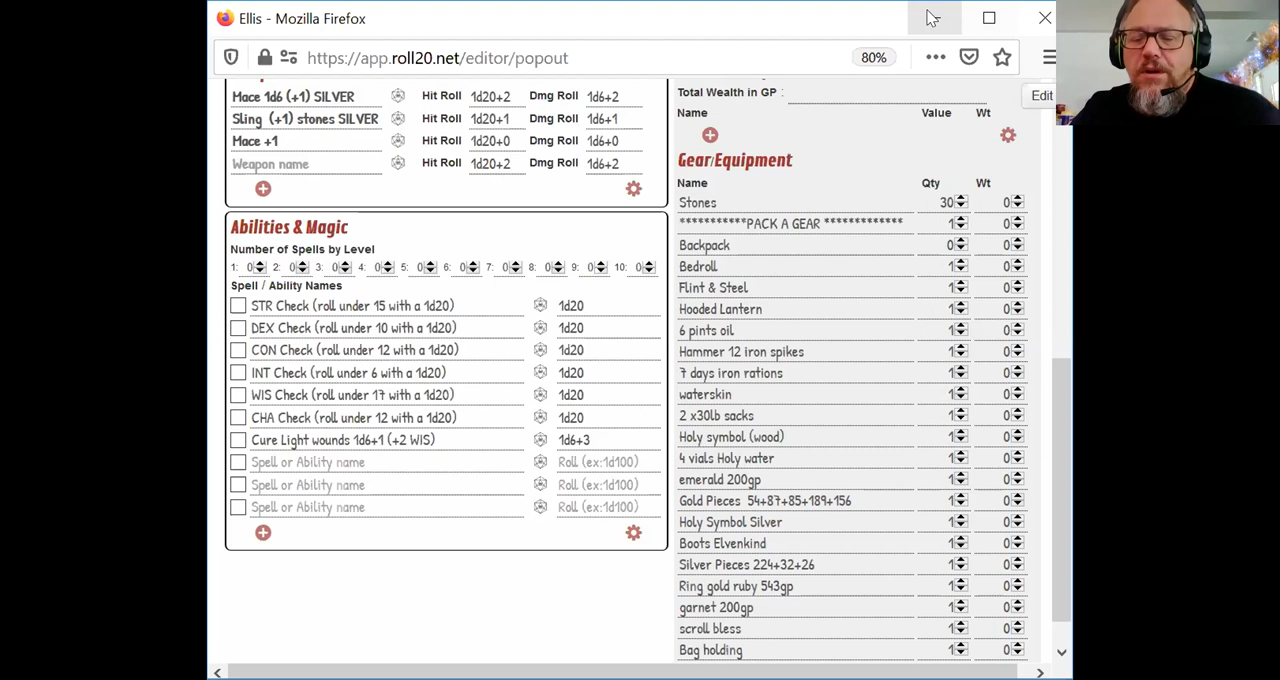 Ellis - Mozilla Firefox
https://app.roll20.net/editor/popout
80%
Mace 1d6 (+1) SILVER Hit Roll 1d20+2 Dmg Roll 1d6+2
Sling (+1) stones SILVER Hit Roll 1d20+1 Dmg Roll 1d6+1
Mace +1 Hit Roll 1d20+0 Dmg Roll 1d6+0
Weapon name Hit Roll 1d20+2 Dmg Roll 1d6+2
Abilities & Magic
Number of Spells by Level
1: 0 2: 0 3: 0 4: 0 5: 0 6: 0 7: 0 8: 0 9: 0 10: 0
Spell / Ability Names
STR Check (roll under 15 with a 1d20) 1d20
DEX Check (roll under 10 with a 1d20) 1d20
CON Check (roll under 12 with a 1d20) 1d20
INT Check (roll under 6 with a 1d20) 1d20
WIS Check (roll under 17 with a 1d20) 1d20
CHA Check (roll under 12 with a 1d20) 1d20
Cure Light wounds 1d6+1 (+2 WIS) 1d6+3
Spell or Ability name Roll (ex:1d100)
Spell or Ability name Roll (ex:1d100)
Spell or Ability name Roll (ex:1d100)
Total Wealth in GP :
Edit
Name Value Wt
Gear/Equipment
Name Qty Wt
Stones 30 0
***********PACK A GEAR ************* 1 0
Backpack 0 0
Bedroll 1 0
Flint & Steel 1 0
Hooded Lantern 1 0
6 pints oil 1 0
Hammer 12 iron spikes 1 0
7 days iron rations 1 0
waterskin 1 0
2 x30lb sacks 1 0
Holy symbol (wood) 1 0
4 vials Holy water 1 0
emerald 200gp 1 0
Gold Pieces 54+87+85+189+156 1 0
Holy Symbol Silver 1 0
Boots Elvenkind 1 0
Silver Pieces 224+32+26 1 0
Ring gold ruby 543gp 1 0
garnet 200gp 1 0
scroll bless 1 0
Bag holding 1 0